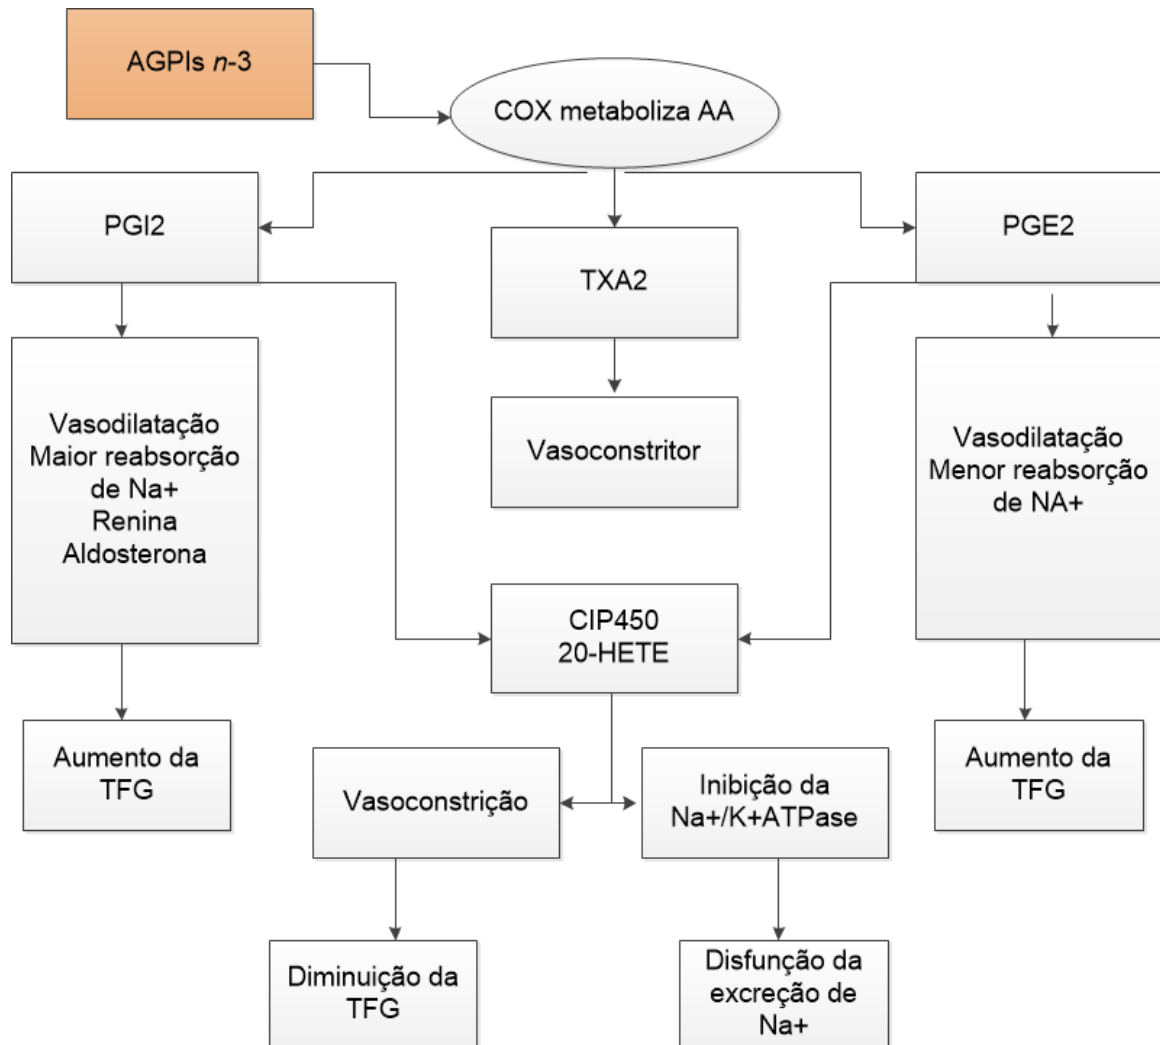 AGPIs n-3
COX metaboliza AA
PGI2
TXA2
PGE2
Vasodilatação
Maior reabsorção
de Na+
Renina
Aldosterona
Vasoconstritor
Vasodilatação
Menor reabsorção
de NA+
CIP450
20-HETE
Aumento da
TFG
Vasoconstrição
Inibição da
Na+/K+ATPase
Aumento da
TFG
Diminuição da
TFG
Disfunção da
excreção de
Na+